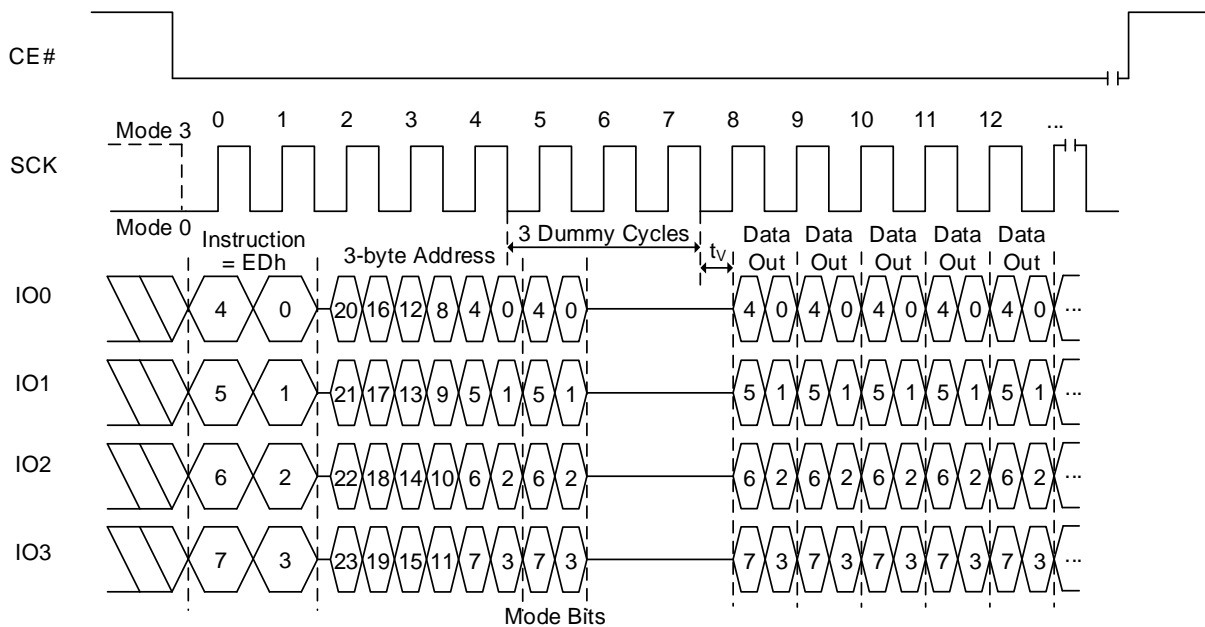 CE#
Mode 3
0 1 2 3 4 5 6 7 8 9 10 11 12 ...
SCK
Mode 0
3 Dummy Cycles
Instruction
= EDh
3-byte Address
tV
Data Out Data Out Data Out Data Out Data Out
IO0
4 0 20 16 12 8 4 0 4 0 4 0 4 0 4 0 4 0 4 0 ...
IO1
5 1 21 17 13 9 5 1 5 1 5 1 5 1 5 1 5 1 5 1 ...
IO2
6 2 22 18 14 10 6 2 6 2 6 2 6 2 6 2 6 2 6 2 ...
IO3
7 3 23 19 15 11 7 3 7 3 7 3 7 3 7 3 7 3 7 3 ...
Mode Bits